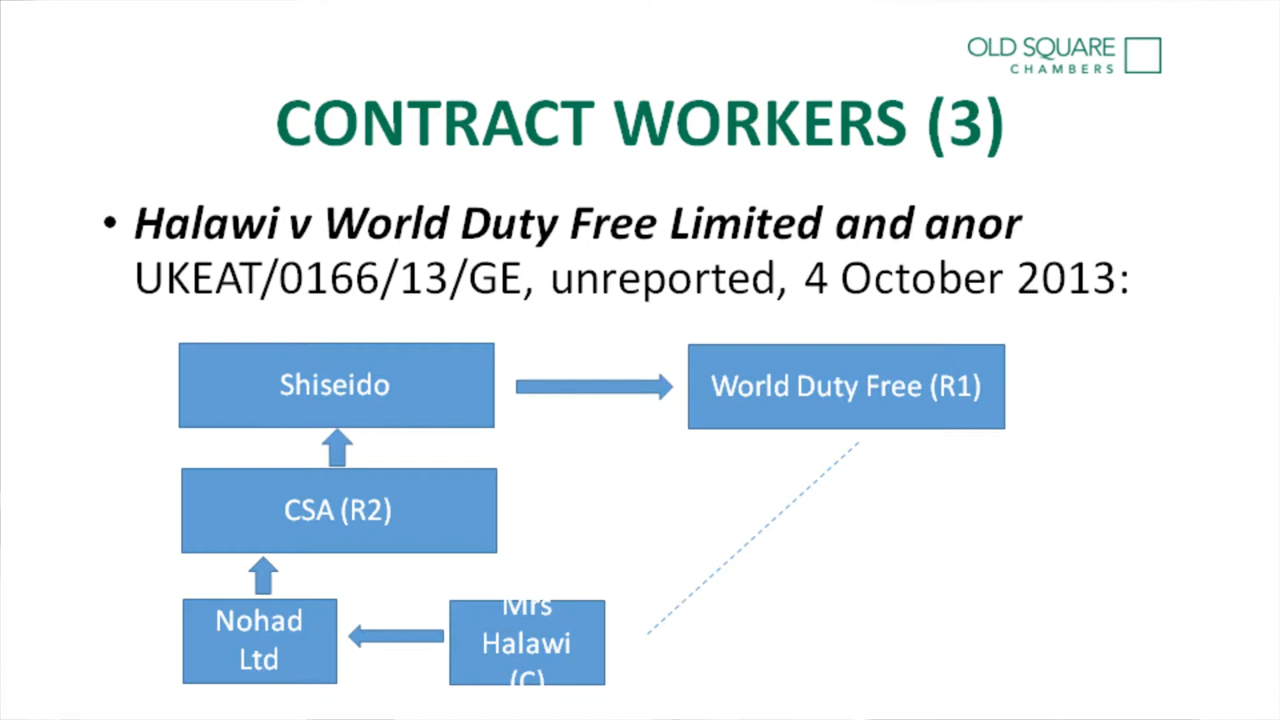 OLD SQUARE
CHAMBERS
CONTRACT WORKERS (3)
• Halawi v World Duty Free Limited and anor
UKEAT/0166/13/GE, unreported, 4 October 2013:
Shiseido
World Duty Free (R1)
CSA (R2)
Nohad
Ltd
Mrs
Halawi
(C)